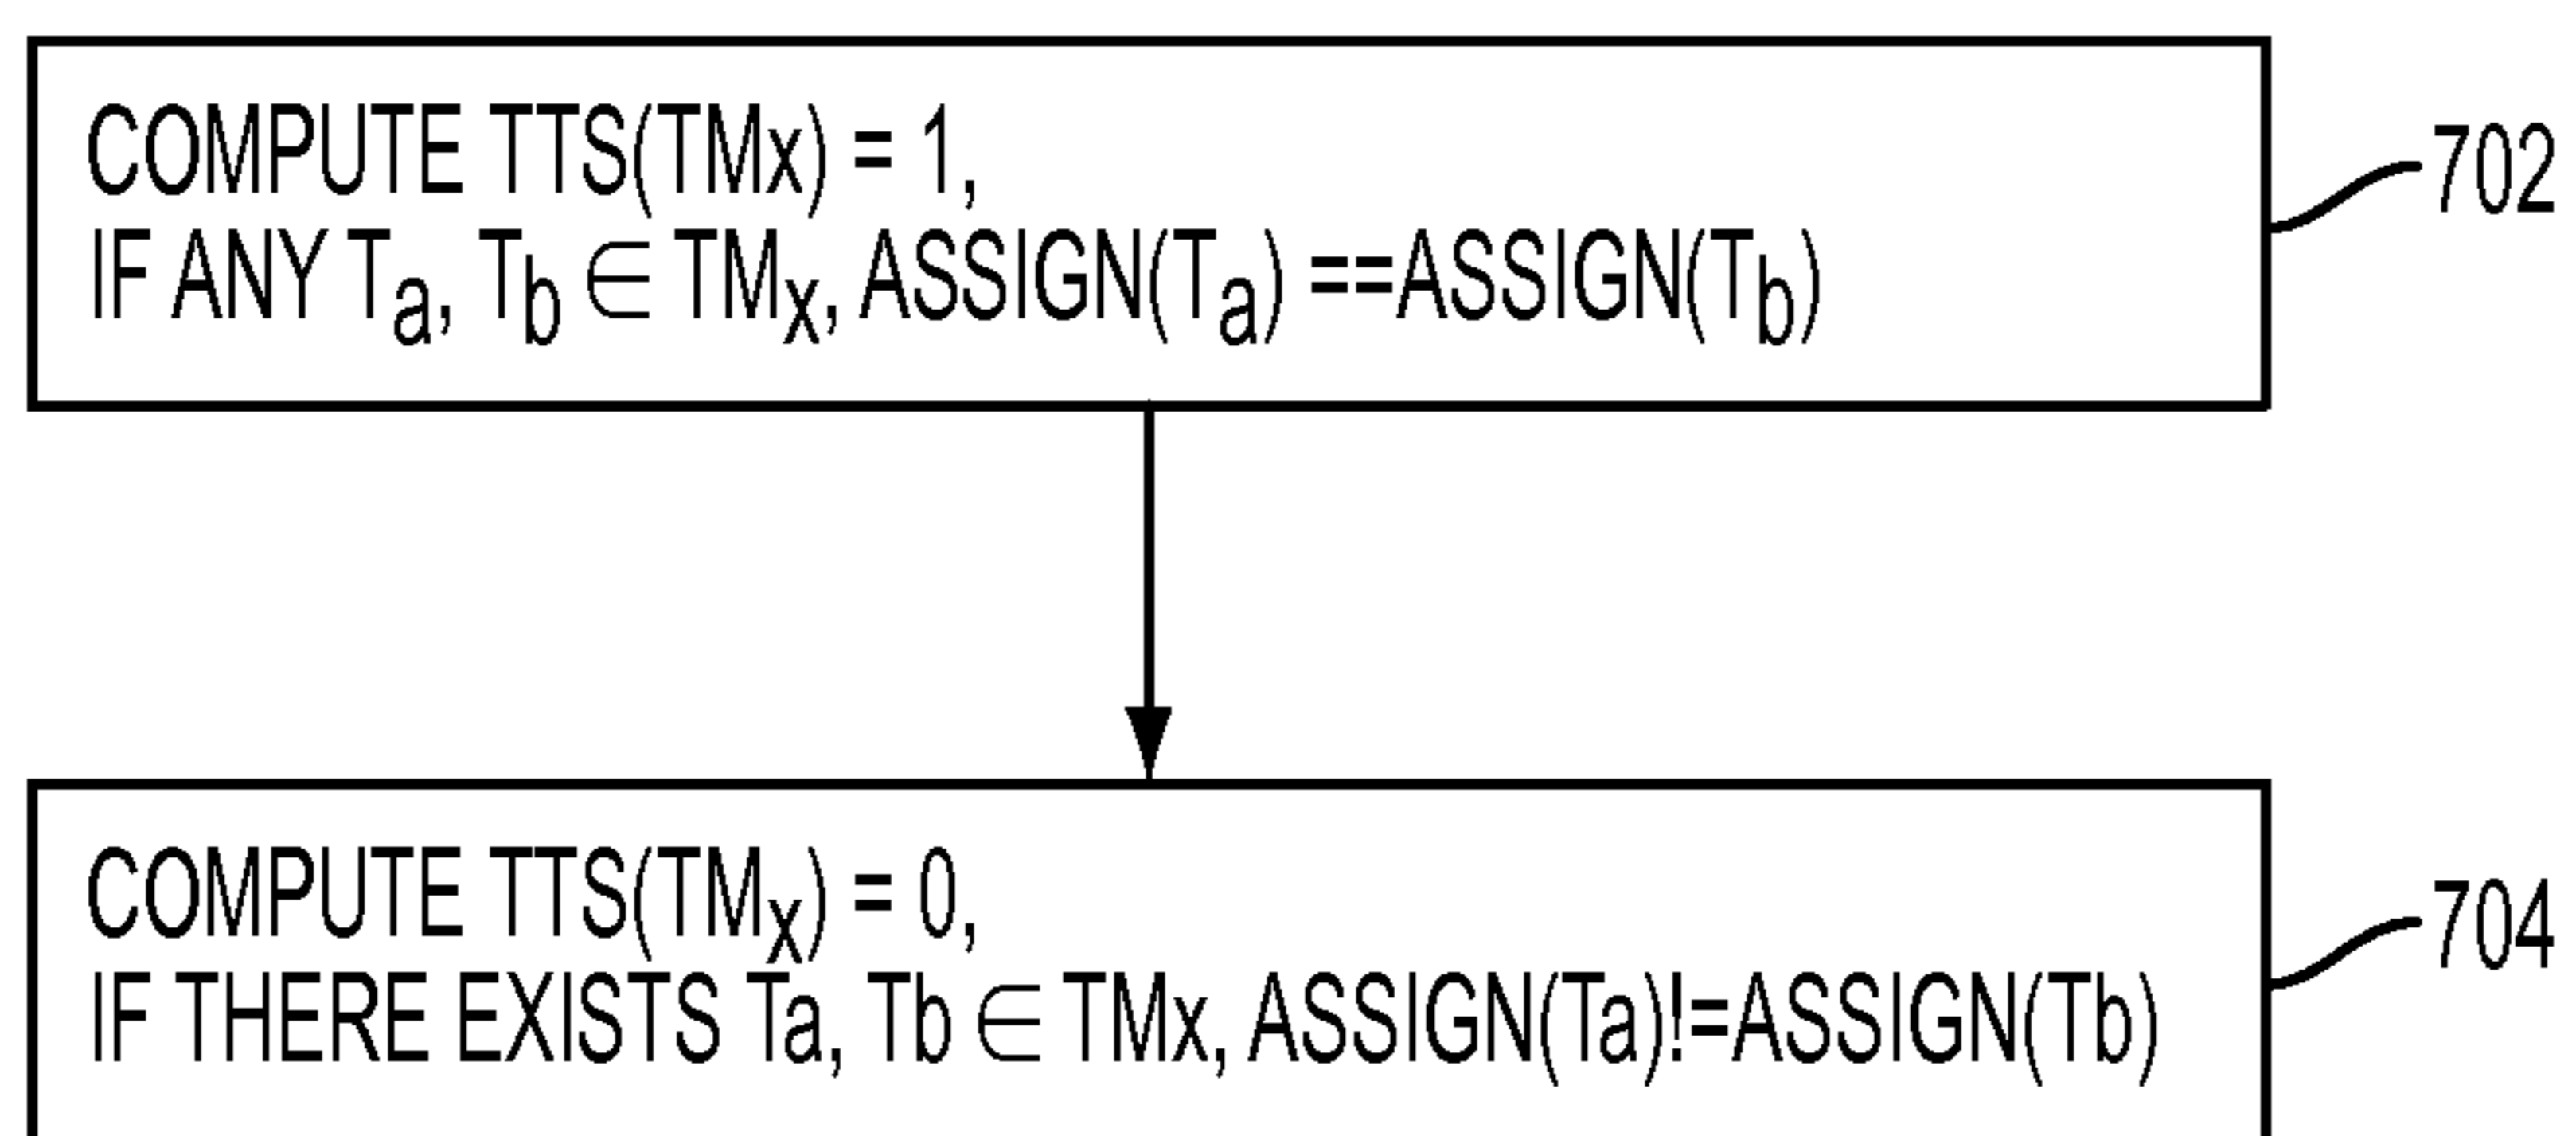 COMPUTE TTS(TMx) = 1,
IF ANY Ta, Tb ∈ TMx, ASSIGN(Ta) ==ASSIGN(Tb)
702
COMPUTE TTS(TMx) = 0,
IF THERE EXISTS Ta, Tb ∈ TMx, ASSIGN(Ta)!=ASSIGN(Tb)
704